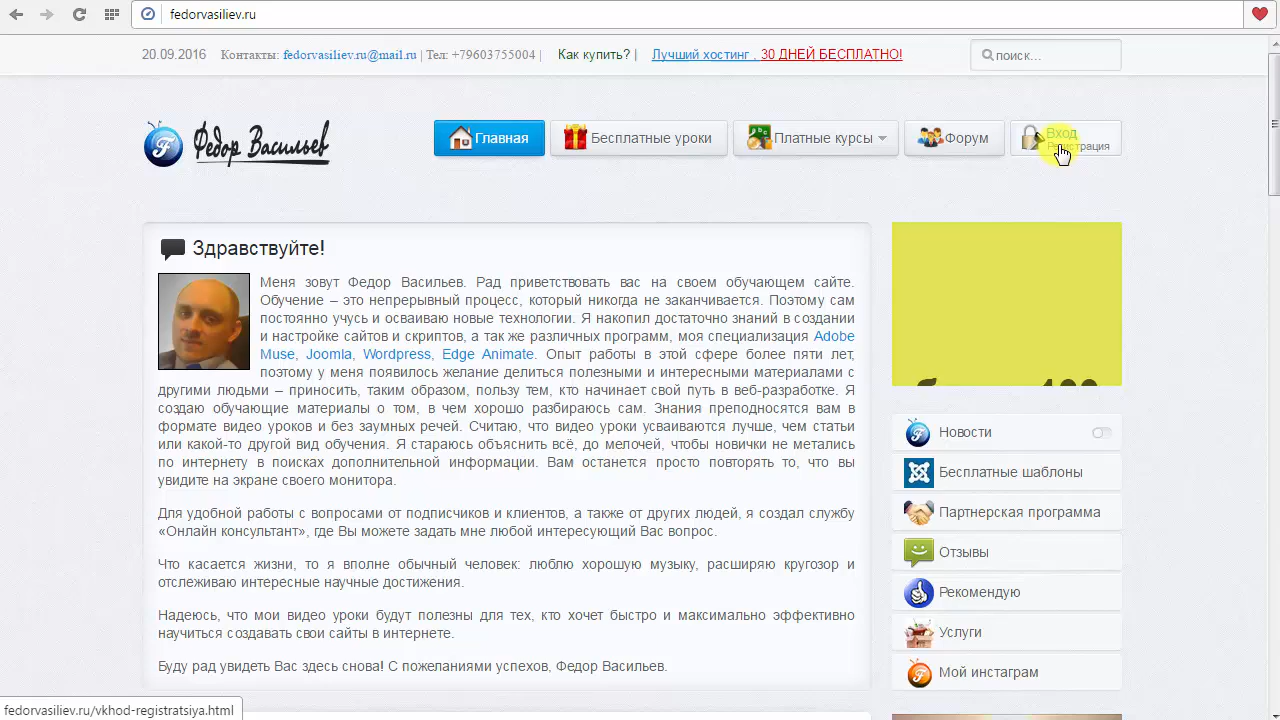 fedorvasiliev.ru
20.09.2016 Контакты: fedorvasiliev.ru@mail.ru | Тел: +79603755004 | Как купить? | Лучший хостинг . 30 ДНЕЙ БЕСПЛАТНО! поиск...
Федор Васильев
Главная Бесплатные уроки Платные курсы Форум Вход
Регистрация
Здравствуйте!
Меня зовут Федор Васильев. Рад приветствовать вас на своем обучающем сайте.
Обучение – это непрерывный процесс, который никогда не заканчивается. Поэтому сам
постоянно учусь и осваиваю новые технологии. Я накопил достаточно знаний в создании
и настройке сайтов и скриптов, а так же различных программ, моя специализация Adobe
Muse, Joomla, Wordpress, Edge Animate. Опыт работы в этой сфере более пяти лет,
поэтому у меня появилось желание делиться полезными и интересными материалами с
другими людьми – приносить, таким образом, пользу тем, кто начинает свой путь в веб-разработке. Я
создаю обучающие материалы о том, в чем хорошо разбираюсь сам. Знания преподносятся вам в
формате видео уроков и без заумных речей. Считаю, что видео уроки усваиваются лучше, чем статьи
или какой-то другой вид обучения. Я стараюсь объяснить всё, до мелочей, чтобы новички не метались
по интернету в поисках дополнительной информации. Вам останется просто повторять то, что вы
увидите на экране своего монитора.
Для удобной работы с вопросами от подписчиков и клиентов, а также от других людей, я создал службу
«Онлайн консультант», где Вы можете задать мне любой интересующий Вас вопрос.
Что касается жизни, то я вполне обычный человек: люблю хорошую музыку, расширяю кругозор и
отслеживаю интересные научные достижения.
Надеюсь, что мои видео уроки будут полезны для тех, кто хочет быстро и максимально эффективно
научиться создавать свои сайты в интернете.
Буду рад увидеть Вас здесь снова! С пожеланиями успехов, Федор Васильев.
Новости
Бесплатные шаблоны
Партнерская программа
Отзывы
Рекомендую
Услуги
Мой инстаграм
fedorvasiliev.ru/vkhod-registratsiya.html